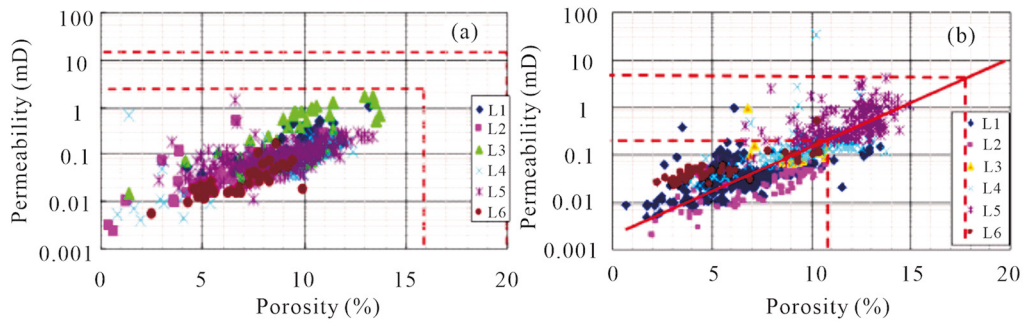 Permeability (mD)
100
10
1
0.1
0.01
0.001
(a)
L1
L2
L3
L4
L5
L6
0
5
10
15
20
Porosity (%)
Permeability (mD)
100
10
1
0.1
0.01
0.001
(b)
L1
L2
L3
L4
L5
L6
0
5
10
15
20
Porosity (%)